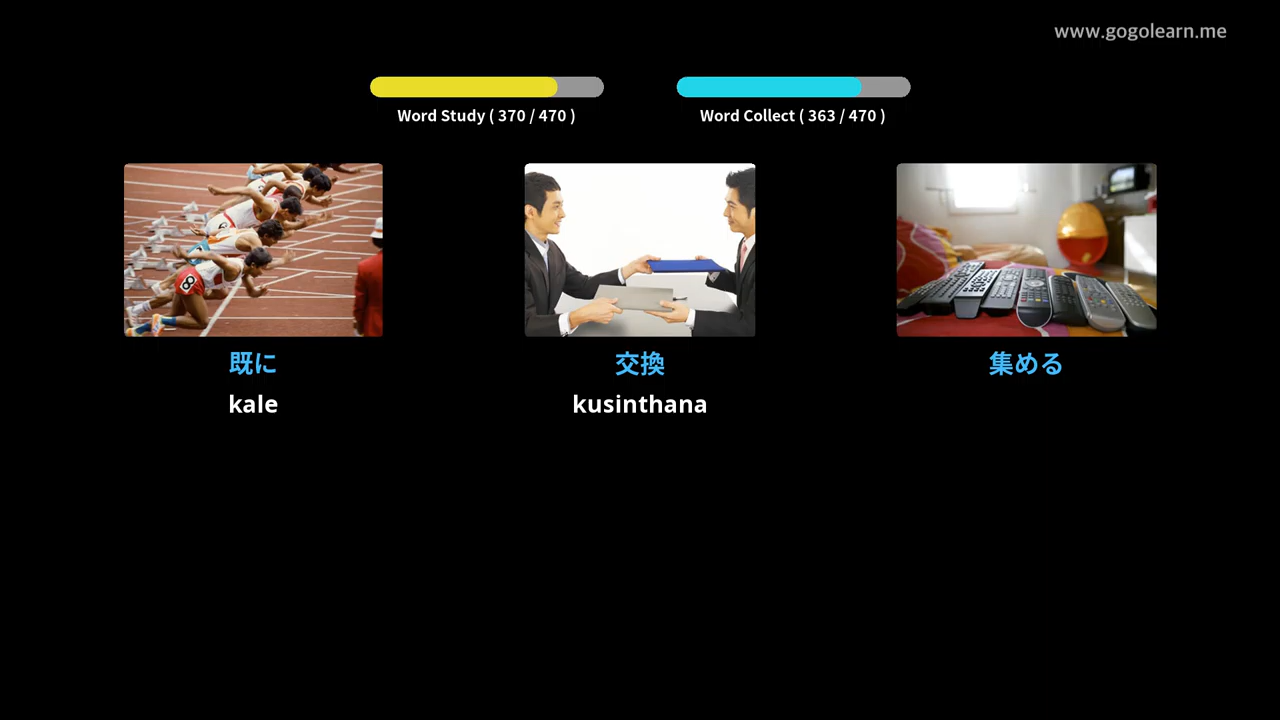 www.gogolearn.me
Word Study ( 370 / 470 )
Word Collect ( 363 / 470 )
8
既に
交換
集める
kale
kusinthana